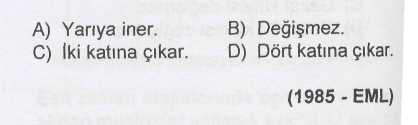 A) Yarıya iner. B) Değişmez.
C) İki katına çıkar. D) Dört katına çıkar.
(1985 - EML)